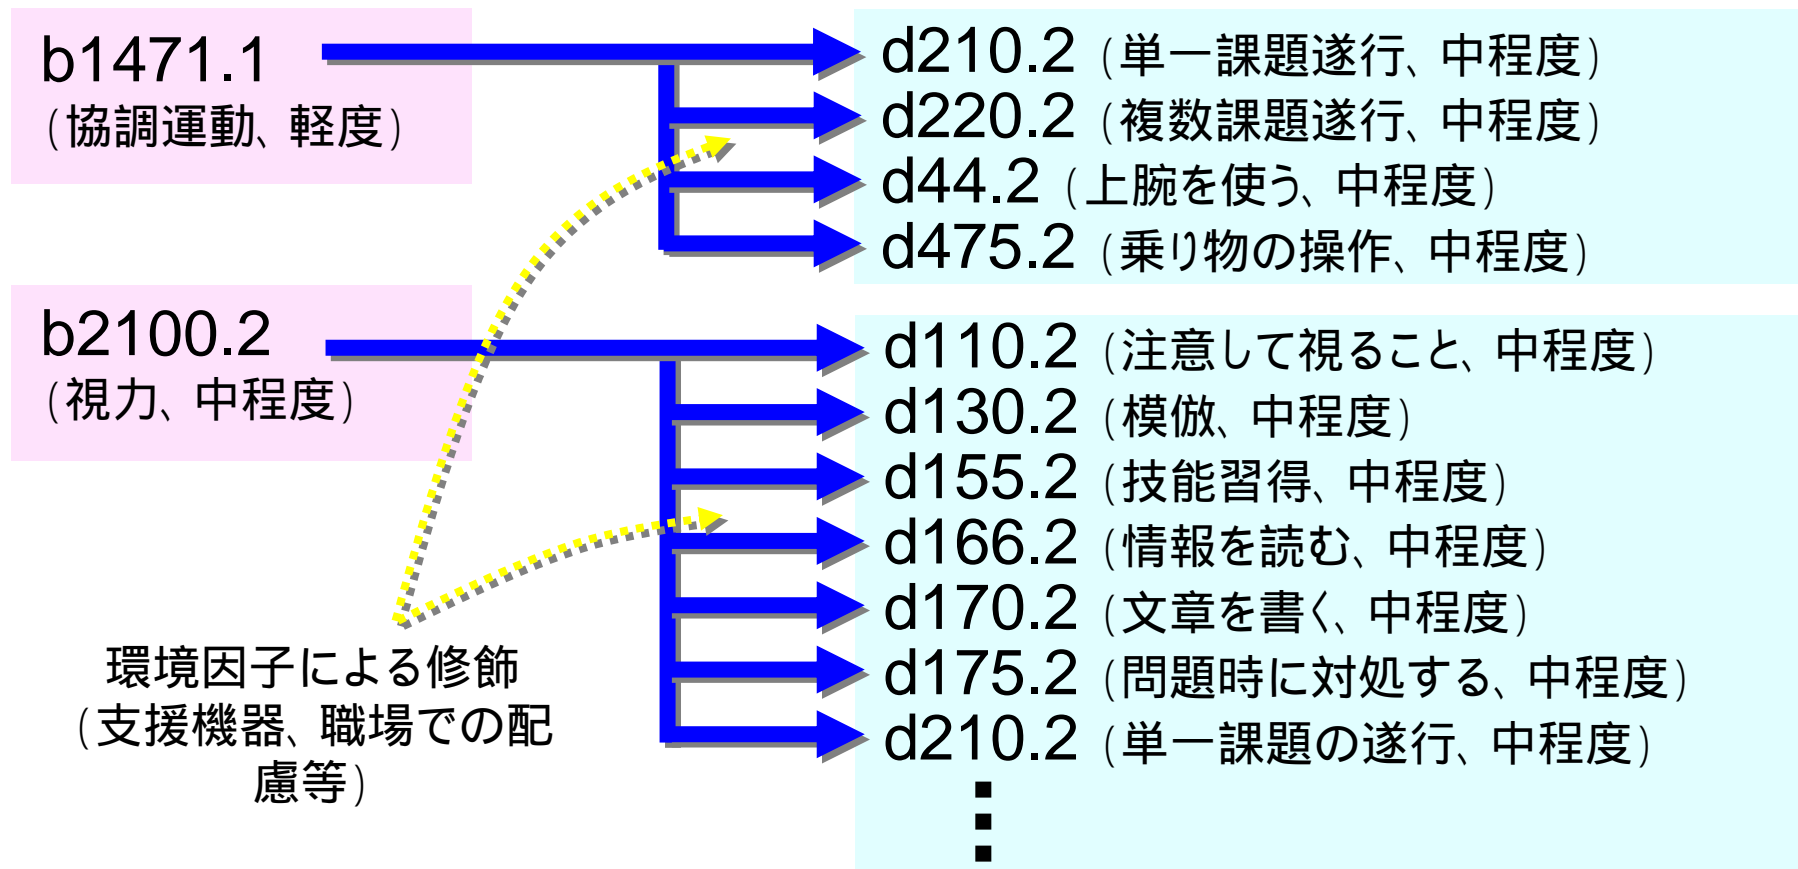 b1471.1
(協調運動、軽度)
d210.2 (単一課題遂行、中程度)
d220.2 (複数課題遂行、中程度)
d44.2 (上腕を使う、中程度)
d475.2 (乗り物の操作、中程度)
b2100.2
(視力、中程度)
d110.2 (注意して視ること、中程度)
d130.2 (模倣、中程度)
d155.2 (技能習得、中程度)
d166.2 (情報を読む、中程度)
d170.2 (文章を書く、中程度)
d175.2 (問題時に対処する、中程度)
d210.2 (単一課題の遂行、中程度)
環境因子による修飾
(支援機器、職場での配
慮等)